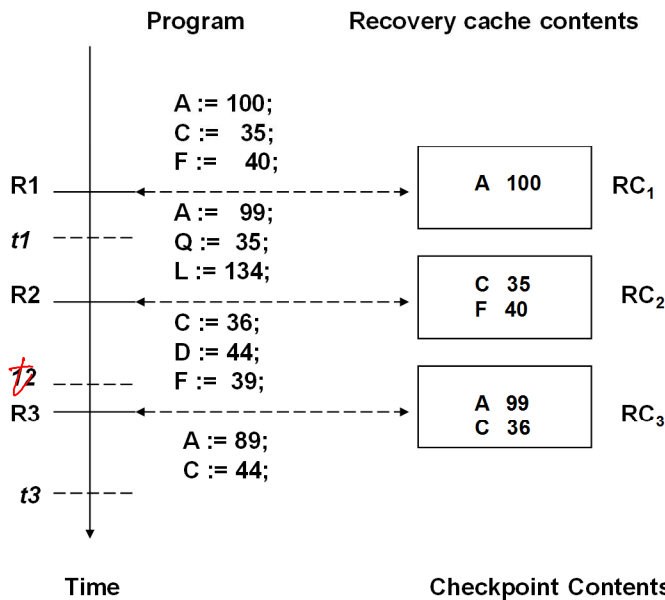 Program Recovery cache contents
A := 100;
C := 35;
F := 40;
R1 A 100 RC1
A := 99;
t1 Q := 35;
L := 134;
R2 C 35 RC2
F 40
C := 36;
D := 44;
t2 F := 39;
R3 A 99 RC3
C 36
A := 89;
C := 44;
t3
Time Checkpoint Contents